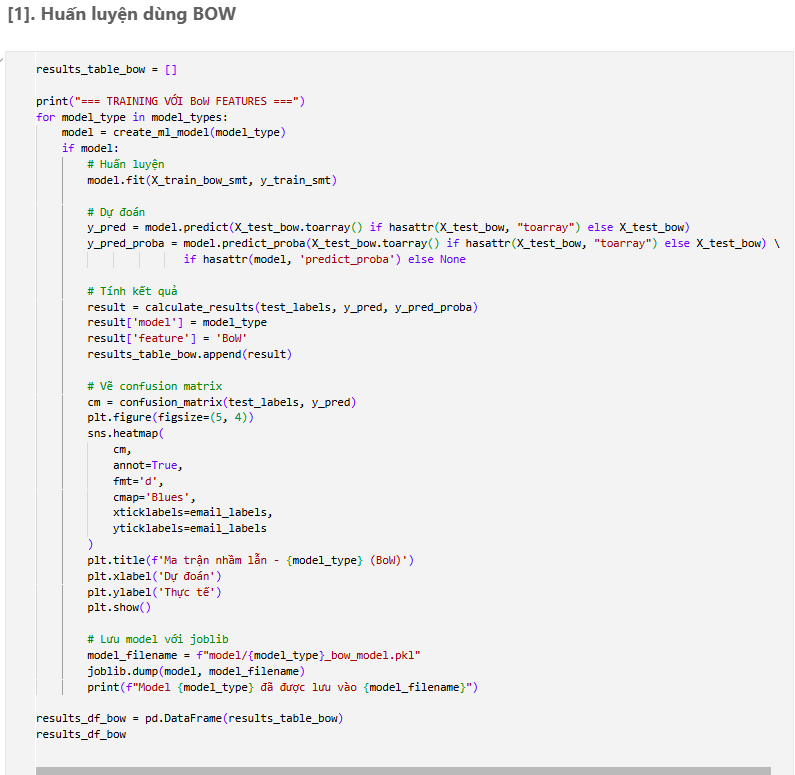 [1]. Huấn luyện dùng BOW
results_table_bow = []
print("=== TRAINING VỚI BoW FEATURES ===")
for model_type in model_types:
    model = create_ml_model(model_type)
    if model:
        # Huấn luyện
        model.fit(X_train_bow_smt, y_train_smt)
        # Dự đoán
        y_pred = model.predict(X_test_bow.toarray() if hasattr(X_test_bow, "toarray") else X_test_bow)
        y_pred_proba = model.predict_proba(X_test_bow.toarray() if hasattr(X_test_bow, "toarray") else X_test_bow) \
                       if hasattr(model, 'predict_proba') else None
        # Tính kết quả
        result = calculate_results(test_labels, y_pred, y_pred_proba)
        result['model'] = model_type
        result['feature'] = 'BoW'
        results_table_bow.append(result)
        # Vẽ confusion matrix
        cm = confusion_matrix(test_labels, y_pred)
        plt.figure(figsize=(5, 4))
        sns.heatmap(
            cm,
            annot=True,
            fmt='d',
            cmap='Blues',
            xticklabels=email_labels,
            yticklabels=email_labels
        )
        plt.title(f'Ma trận nhầm lẫn - {model_type} (BoW)')
        plt.xlabel('Dự đoán')
        plt.ylabel('Thực tế')
        plt.show()
        # Lưu model với joblib
        model_filename = f"model/{model_type}_bow_model.pkl"
        joblib.dump(model, model_filename)
        print(f"Model {model_type} đã được lưu vào {model_filename}")
results_df_bow = pd.DataFrame(results_table_bow)
results_df_bow